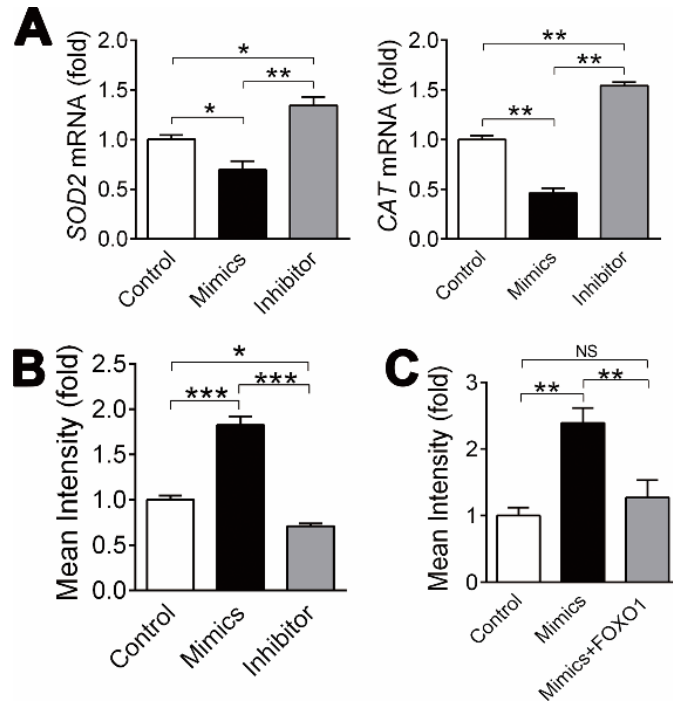 A
SOD2 mRNA (fold)
2.0
1.5
1.0
0.5
0.0
*
**
*
Control
Mimics
Inhibitor
CAT mRNA (fold)
2.0
1.5
1.0
0.5
0.0
**
**
**
Control
Mimics
Inhibitor
B
Mean Intensity (fold)
2.5
2.0
1.5
1.0
0.5
0.0
*
***
***
Control
Mimics
Inhibitor
C
Mean Intensity (fold)
3
2
1
0
NS
**
**
Control
Mimics
Mimics+FOXO1